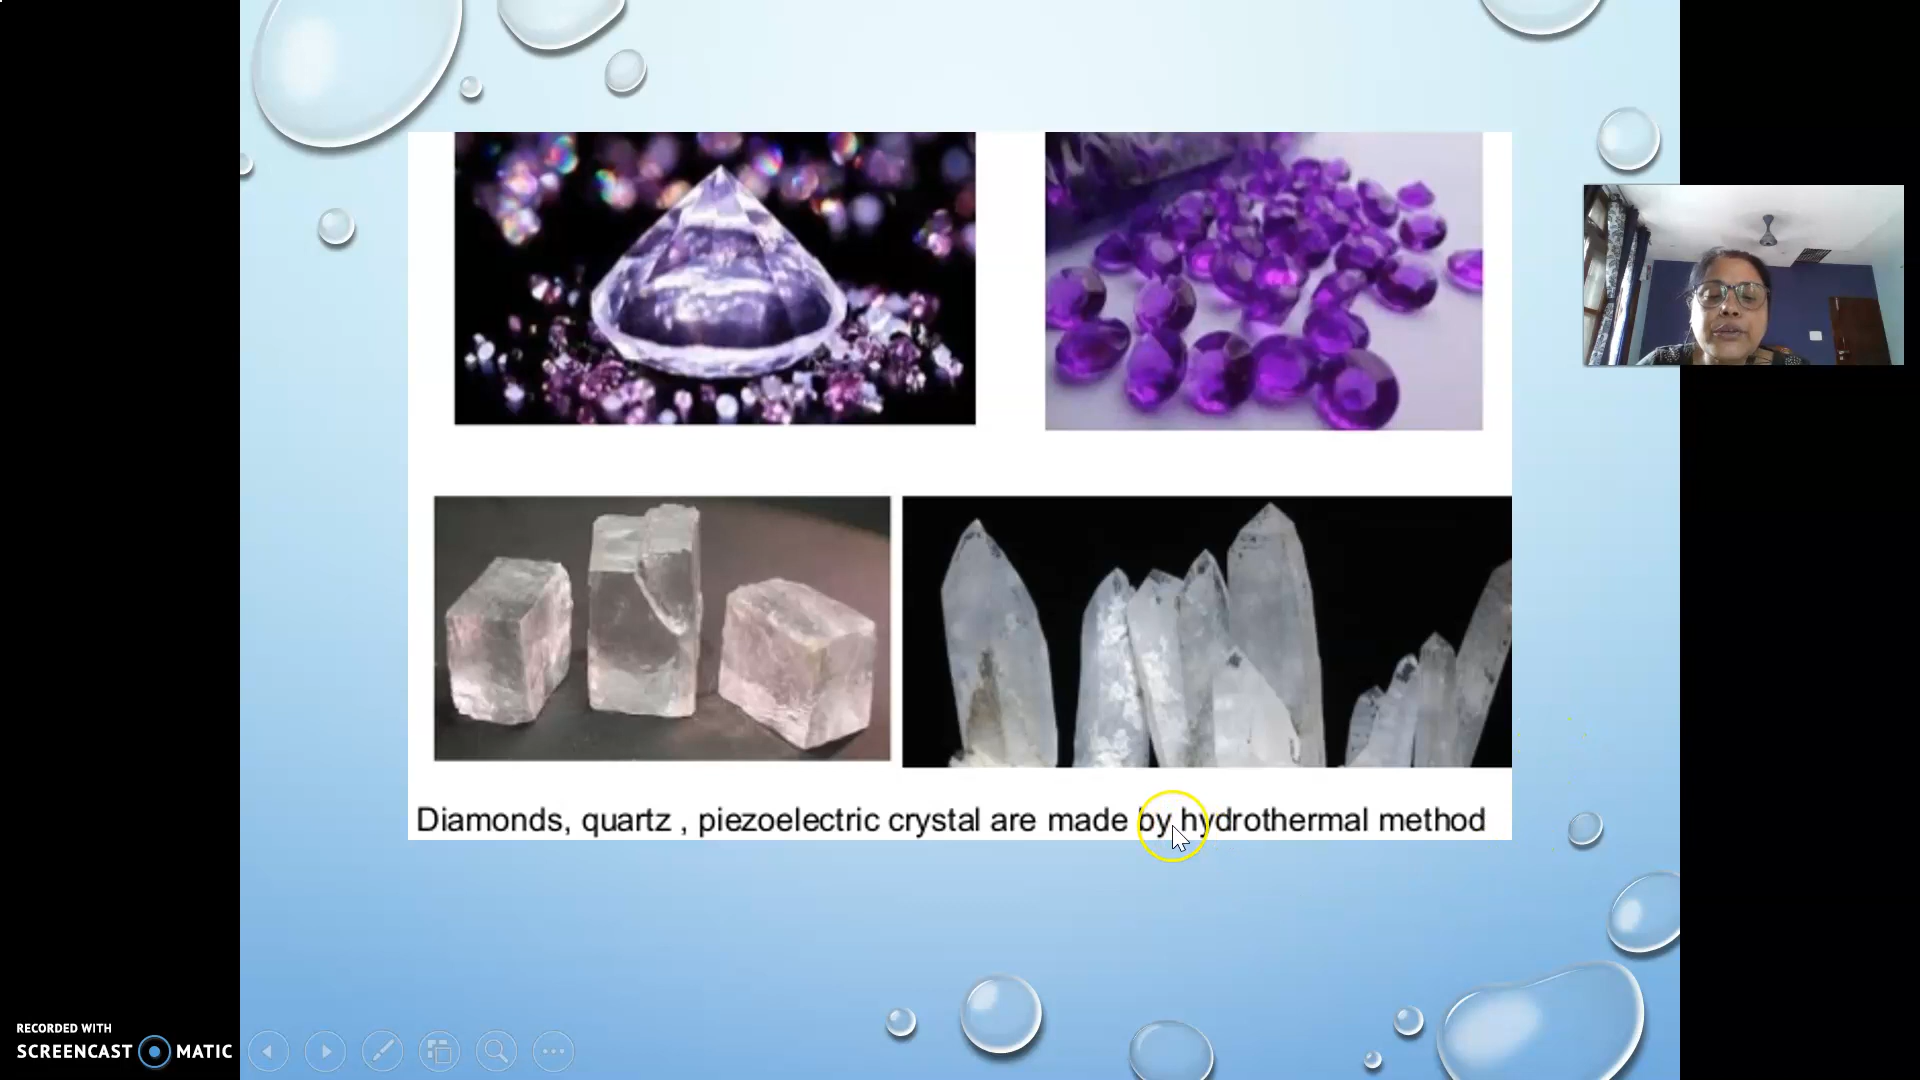 Diamonds, quartz , piezoelectric crystal are made by hydrothermal method
RECORDED WITH
SCREENCAST MATIC